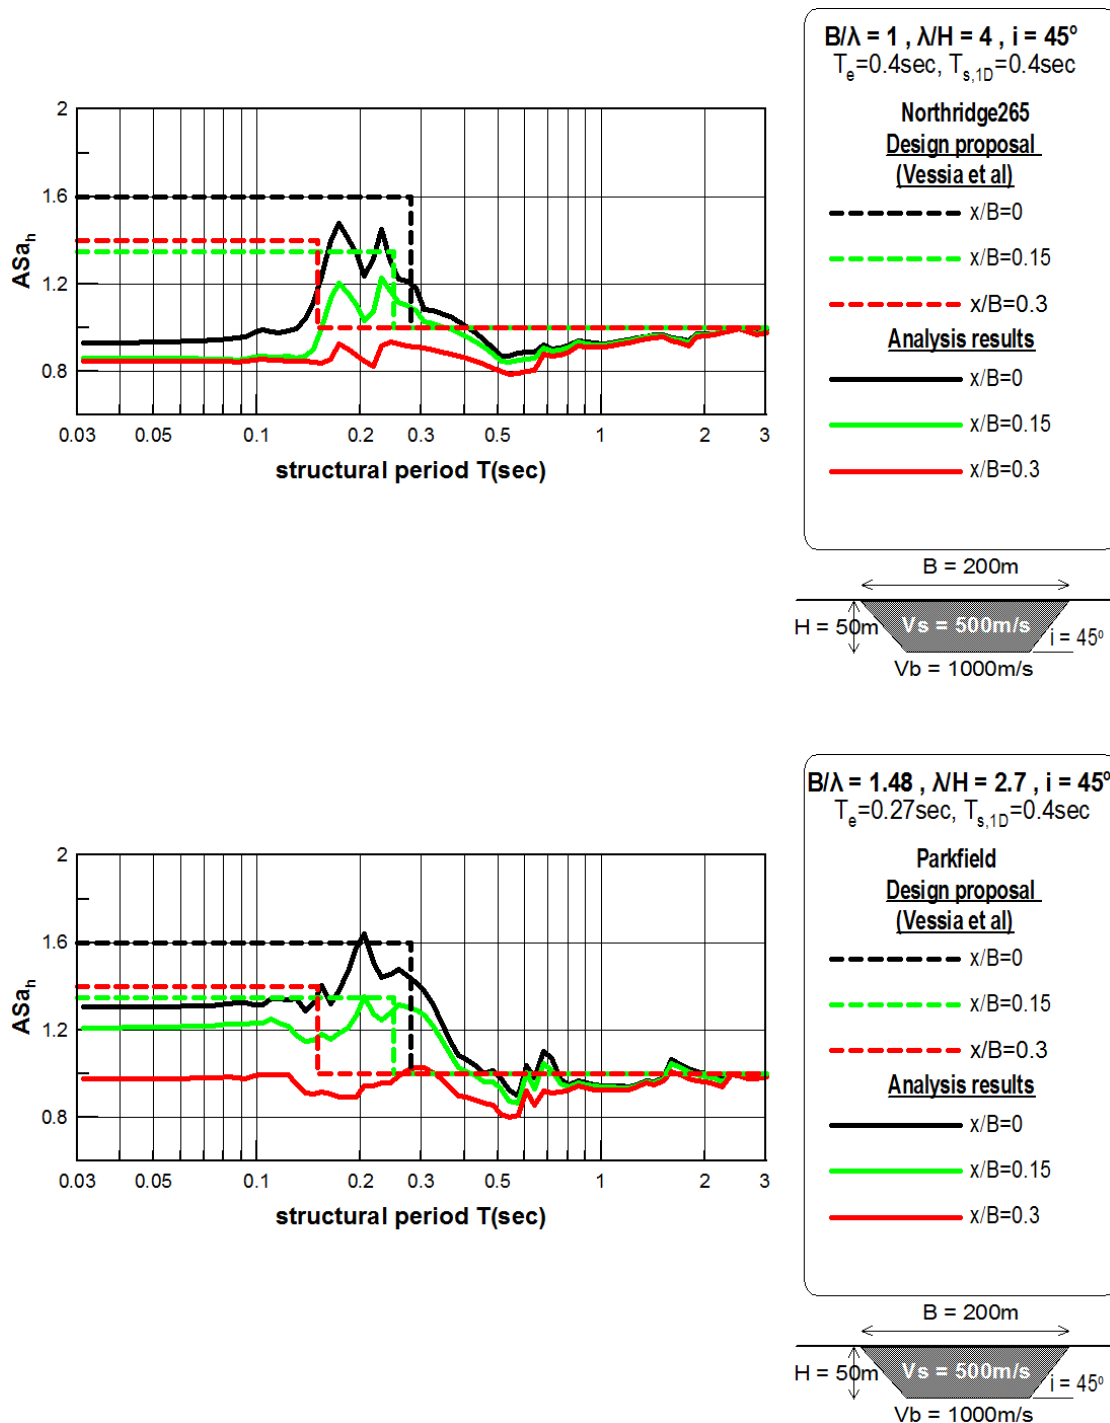 B/λ = 1 , λ/H = 4 , i = 45°
Te=0.4sec, Ts,1D=0.4sec
Northridge265
Design proposal
(Vessia et al)
x/B=0
x/B=0.15
x/B=0.3
Analysis results
x/B=0
x/B=0.15
x/B=0.3
2
1.6
1.2
0.8
ASah
0.03 0.05 0.1 0.2 0.3 0.5 1 2 3
structural period T(sec)
B = 200m
H = 50m
Vs = 500m/s
i = 45°
Vb = 1000m/s
B/λ = 1.48 , λ/H = 2.7 , i = 45°
Te=0.27sec, Ts,1D=0.4sec
Parkfield
Design proposal
(Vessia et al)
x/B=0
x/B=0.15
x/B=0.3
Analysis results
x/B=0
x/B=0.15
x/B=0.3
2
1.6
1.2
0.8
ASah
0.03 0.05 0.1 0.2 0.3 0.5 1 2 3
structural period T(sec)
B = 200m
H = 50m
Vs = 500m/s
i = 45°
Vb = 1000m/s